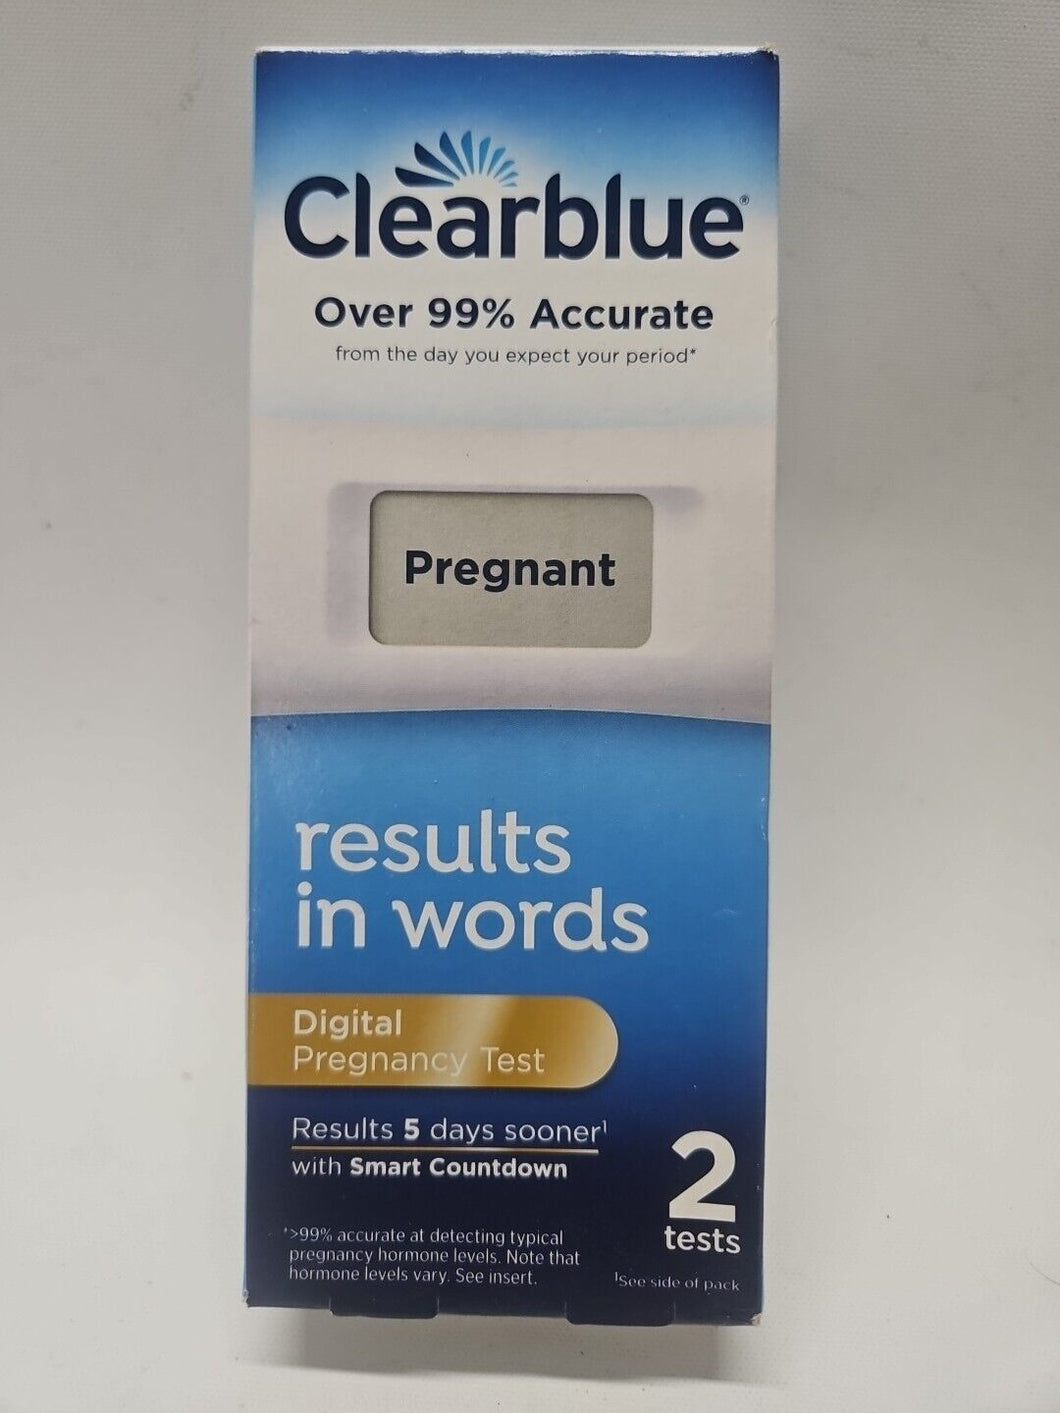 Clearblue®
Over 99% Accurate
from the day you expect your period*
Pregnant
results
in words
Digital
Pregnancy Test
Results 5 days sooner¹
with Smart Countdown
2
tests
*>99% accurate at detecting typical
pregnancy hormone levels. Note that
hormone levels vary. See insert.
¹See side of pack